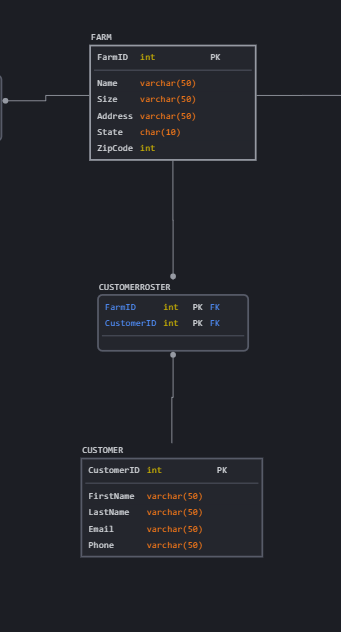 FARM
FarmID int PK
Name varchar(50)
Size varchar(50)
Address varchar(50)
State char(10)
ZipCode int
CUSTOMERROSTER
FarmID int PK FK
CustomerID int PK FK
CUSTOMER
CustomerID int PK
FirstName varchar(50)
LastName varchar(50)
Email varchar(50)
Phone varchar(50)